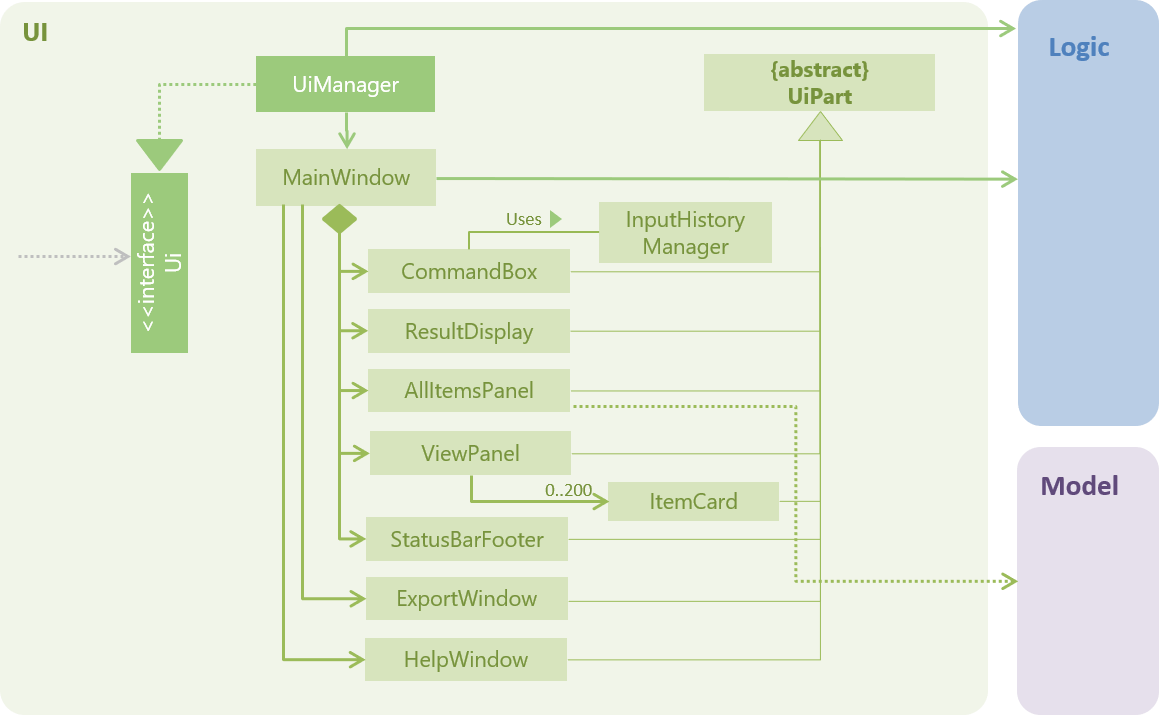 UI
Logic
UiManager
{abstract}
UiPart
MainWindow
<<interface>>
Ui
Uses
InputHistory
Manager
CommandBox
ResultDisplay
AllItemsPanel
ViewPanel
0..200
ItemCard
Model
StatusBarFooter
ExportWindow
HelpWindow